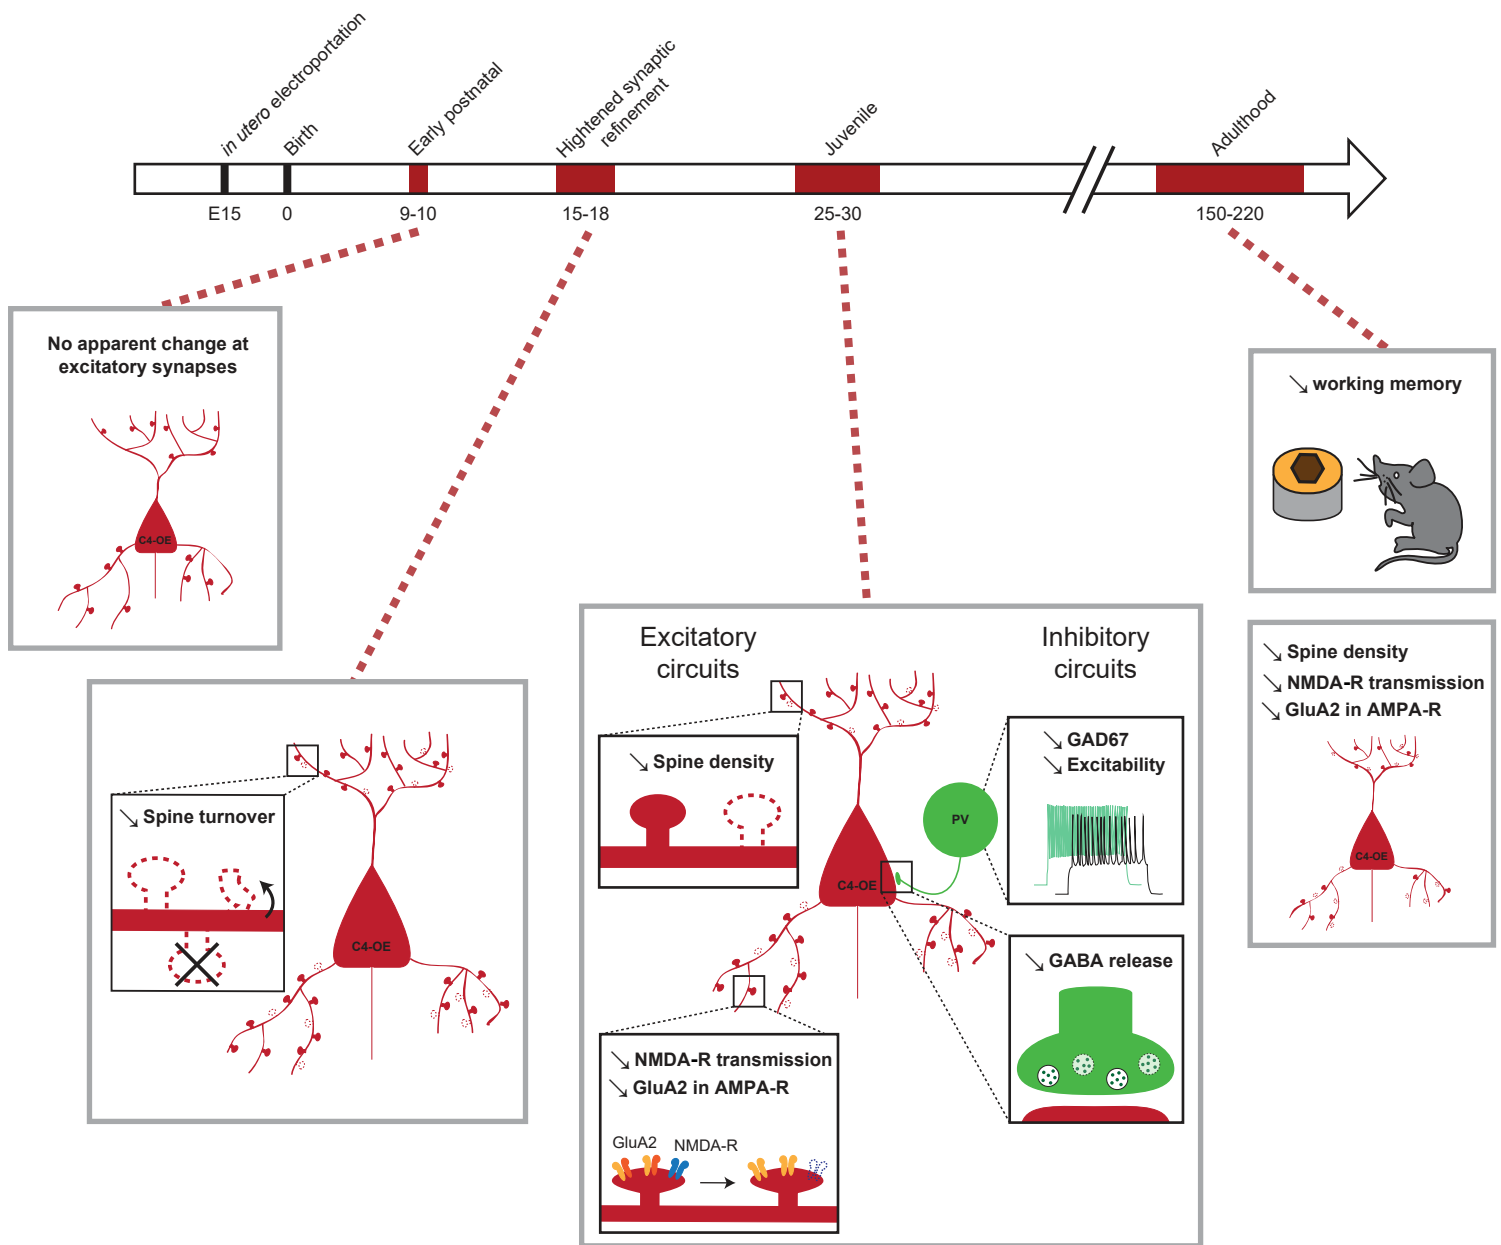 in utero electroportation
Birth
Early postnatal
Hightened synaptic
refinement
Juvenile
Adulthood
E15
0
9-10
15-18
25-30
150-220
No apparent change at
excitatory synapses
C4-OE
↘ Spine turnover
C4-OE
Excitatory
circuits
Inhibitory
circuits
↘ Spine density
↘ GAD67
↘ Excitability
PV
C4-OE
↘ GABA release
↘ NMDA-R transmission
↘ GluA2 in AMPA-R
GluA2
NMDA-R
↘ working memory
↘ Spine density
↘ NMDA-R transmission
↘ GluA2 in AMPA-R
C4-OE